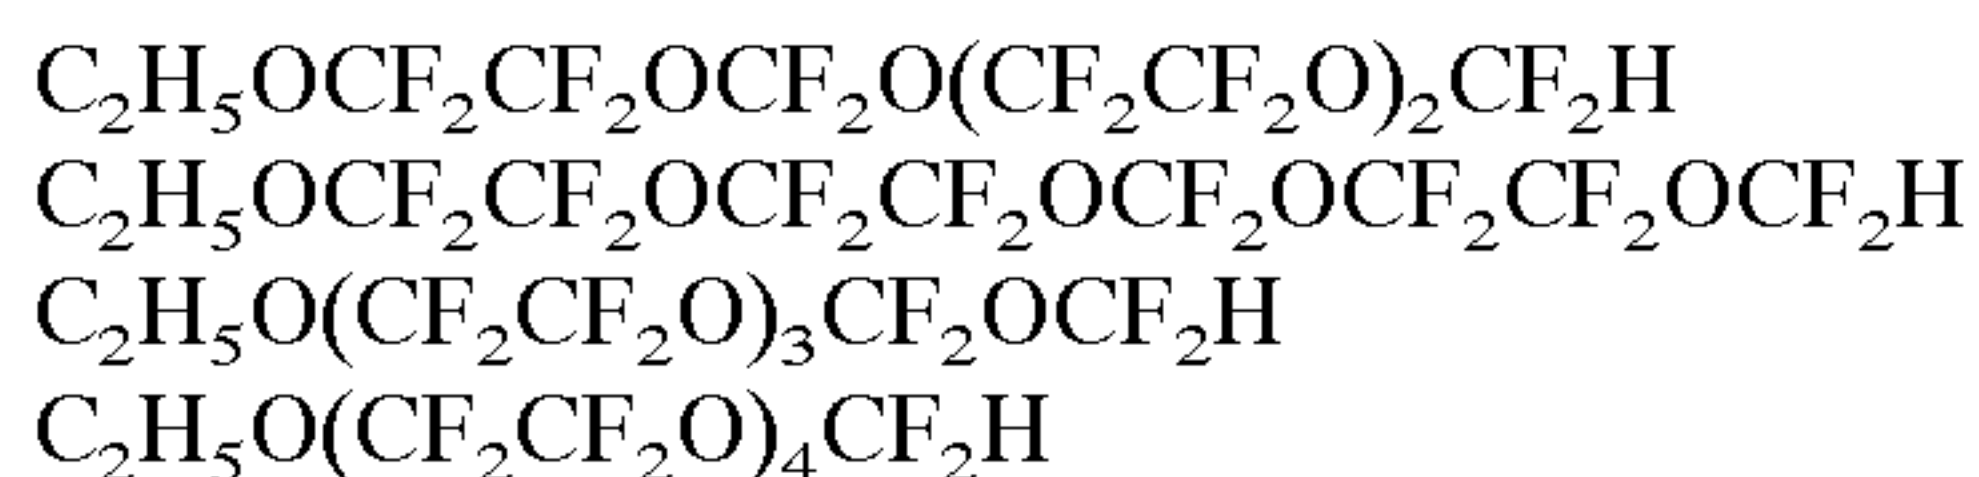 C₂H₅OCF₂CF₂OCF₂O(CF₂CF₂O)₂CF₂H
C₂H₅OCF₂CF₂OCF₂CF₂OCF₂OCF₂CF₂OCF₂H
C₂H₅O(CF₂CF₂O)₃CF₂OCF₂H
C₂H₅O(CF₂CF₂O)₄CF₂H